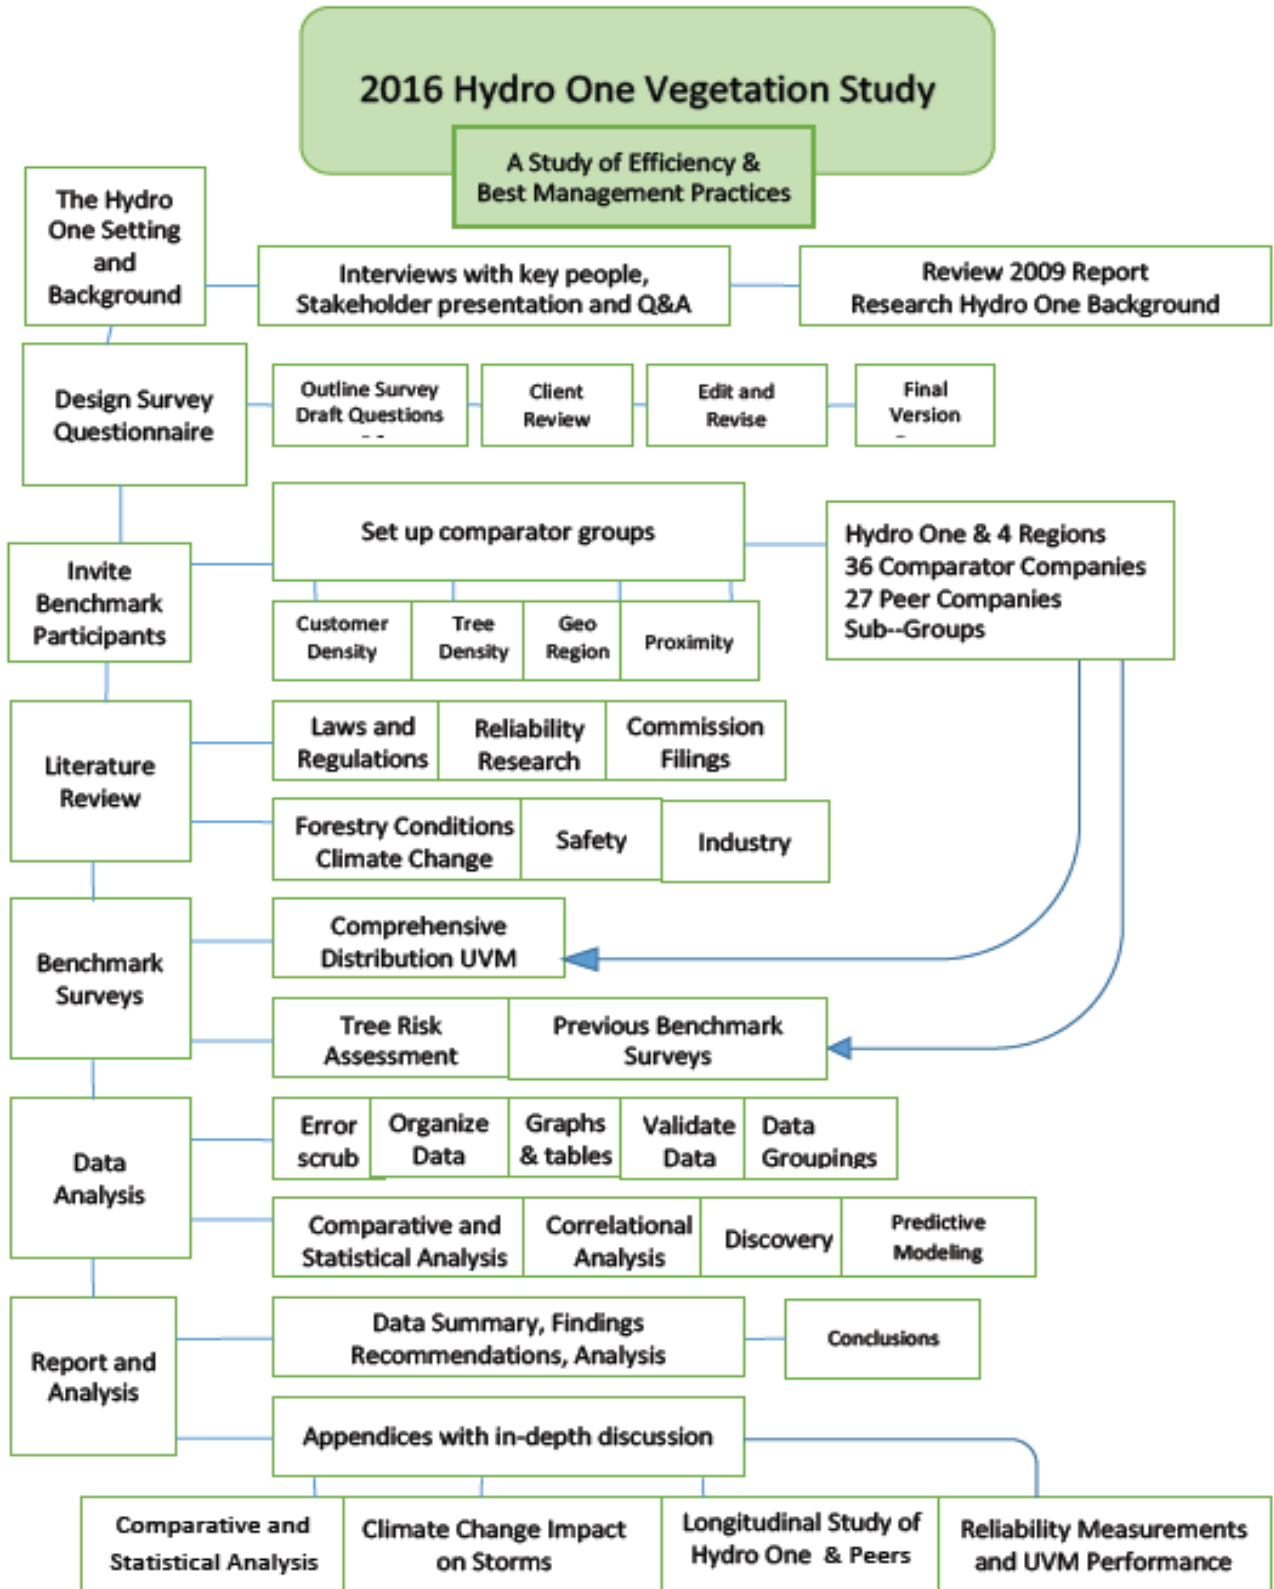 2016 Hydro One Vegetation Study
A Study of Efficiency &
Best Management Practices
The Hydro
One Setting
and
Background
Interviews with key people,
Stakeholder presentation and Q&A
Review 2009 Report
Research Hydro One Background
Design Survey
Questionnaire
Outline Survey
Draft Questions
Client
Review
Edit and
Revise
Final
Version
Invite
Benchmark
Participants
Set up comparator groups
Customer
Density
Tree
Density
Geo
Region
Proximity
Hydro One & 4 Regions
36 Comparator Companies
27 Peer Companies
Sub--Groups
Literature
Review
Laws and
Regulations
Reliability
Research
Commission
Filings
Forestry Conditions
Climate Change
Safety
Industry
Benchmark
Surveys
Comprehensive
Distribution UVM
Tree Risk
Assessment
Previous Benchmark
Surveys
Data
Analysis
Error
scrub
Organize
Data
Graphs
& tables
Validate
Data
Data
Groupings
Comparative and
Statistical Analysis
Correlational
Analysis
Discovery
Predictive
Modeling
Report and
Analysis
Data Summary, Findings
Recommendations, Analysis
Conclusions
Appendices with in-depth discussion
Comparative and
Statistical Analysis
Climate Change Impact
on Storms
Longitudinal Study of
Hydro One & Peers
Reliability Measurements
and UVM Performance